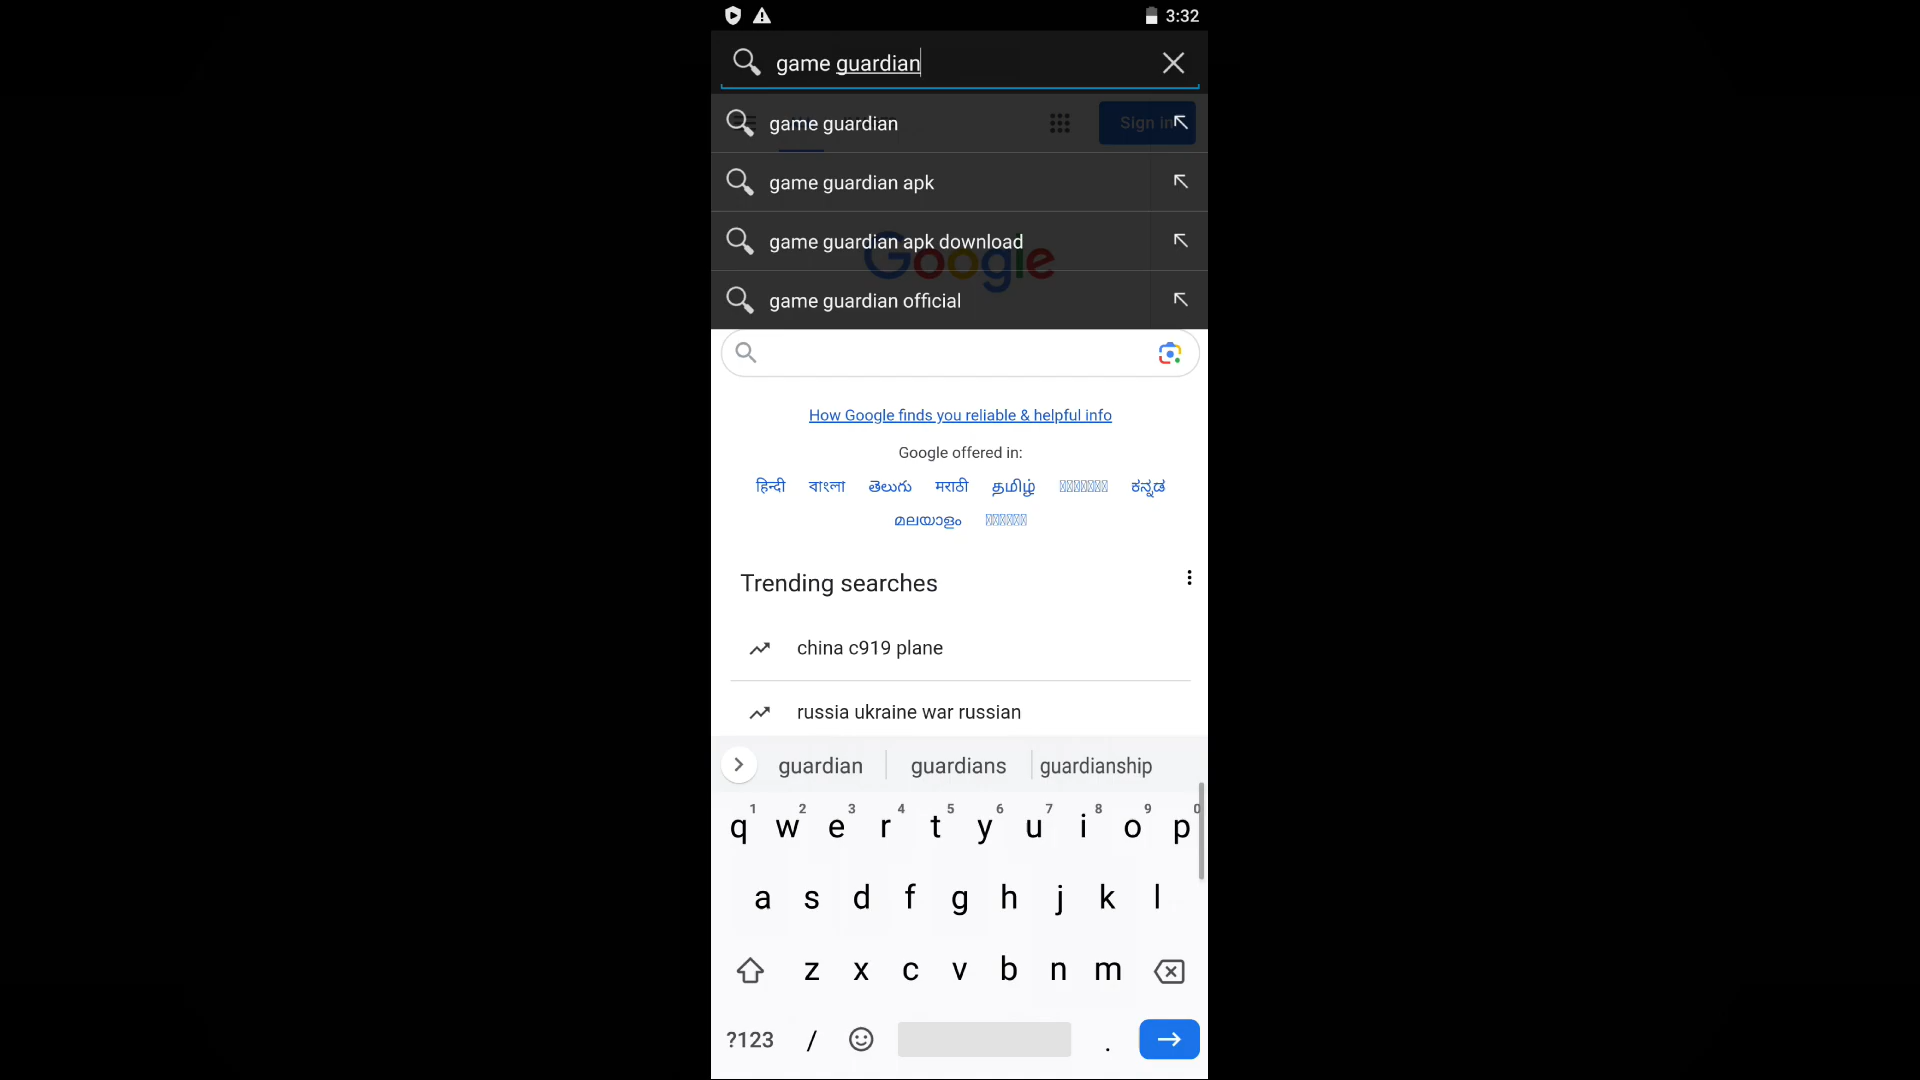 3:32
game guardian
Sign in
game guardian
game guardian apk
game guardian apk download
Google
game guardian official
How Google finds you reliable & helpful info
Google offered in:
हिन्दी বাংলা తెలుగు मराठी தமிழ் ಕನ್ನಡ
മലയാളം
Trending searches
china c919 plane
russia ukraine war russian
guardian guardians guardianship
1 2 3 4 5 6 7 8 9 0
q w e r t y u i o p
a s d f g h j k l
z x c v b n m
?123 / .